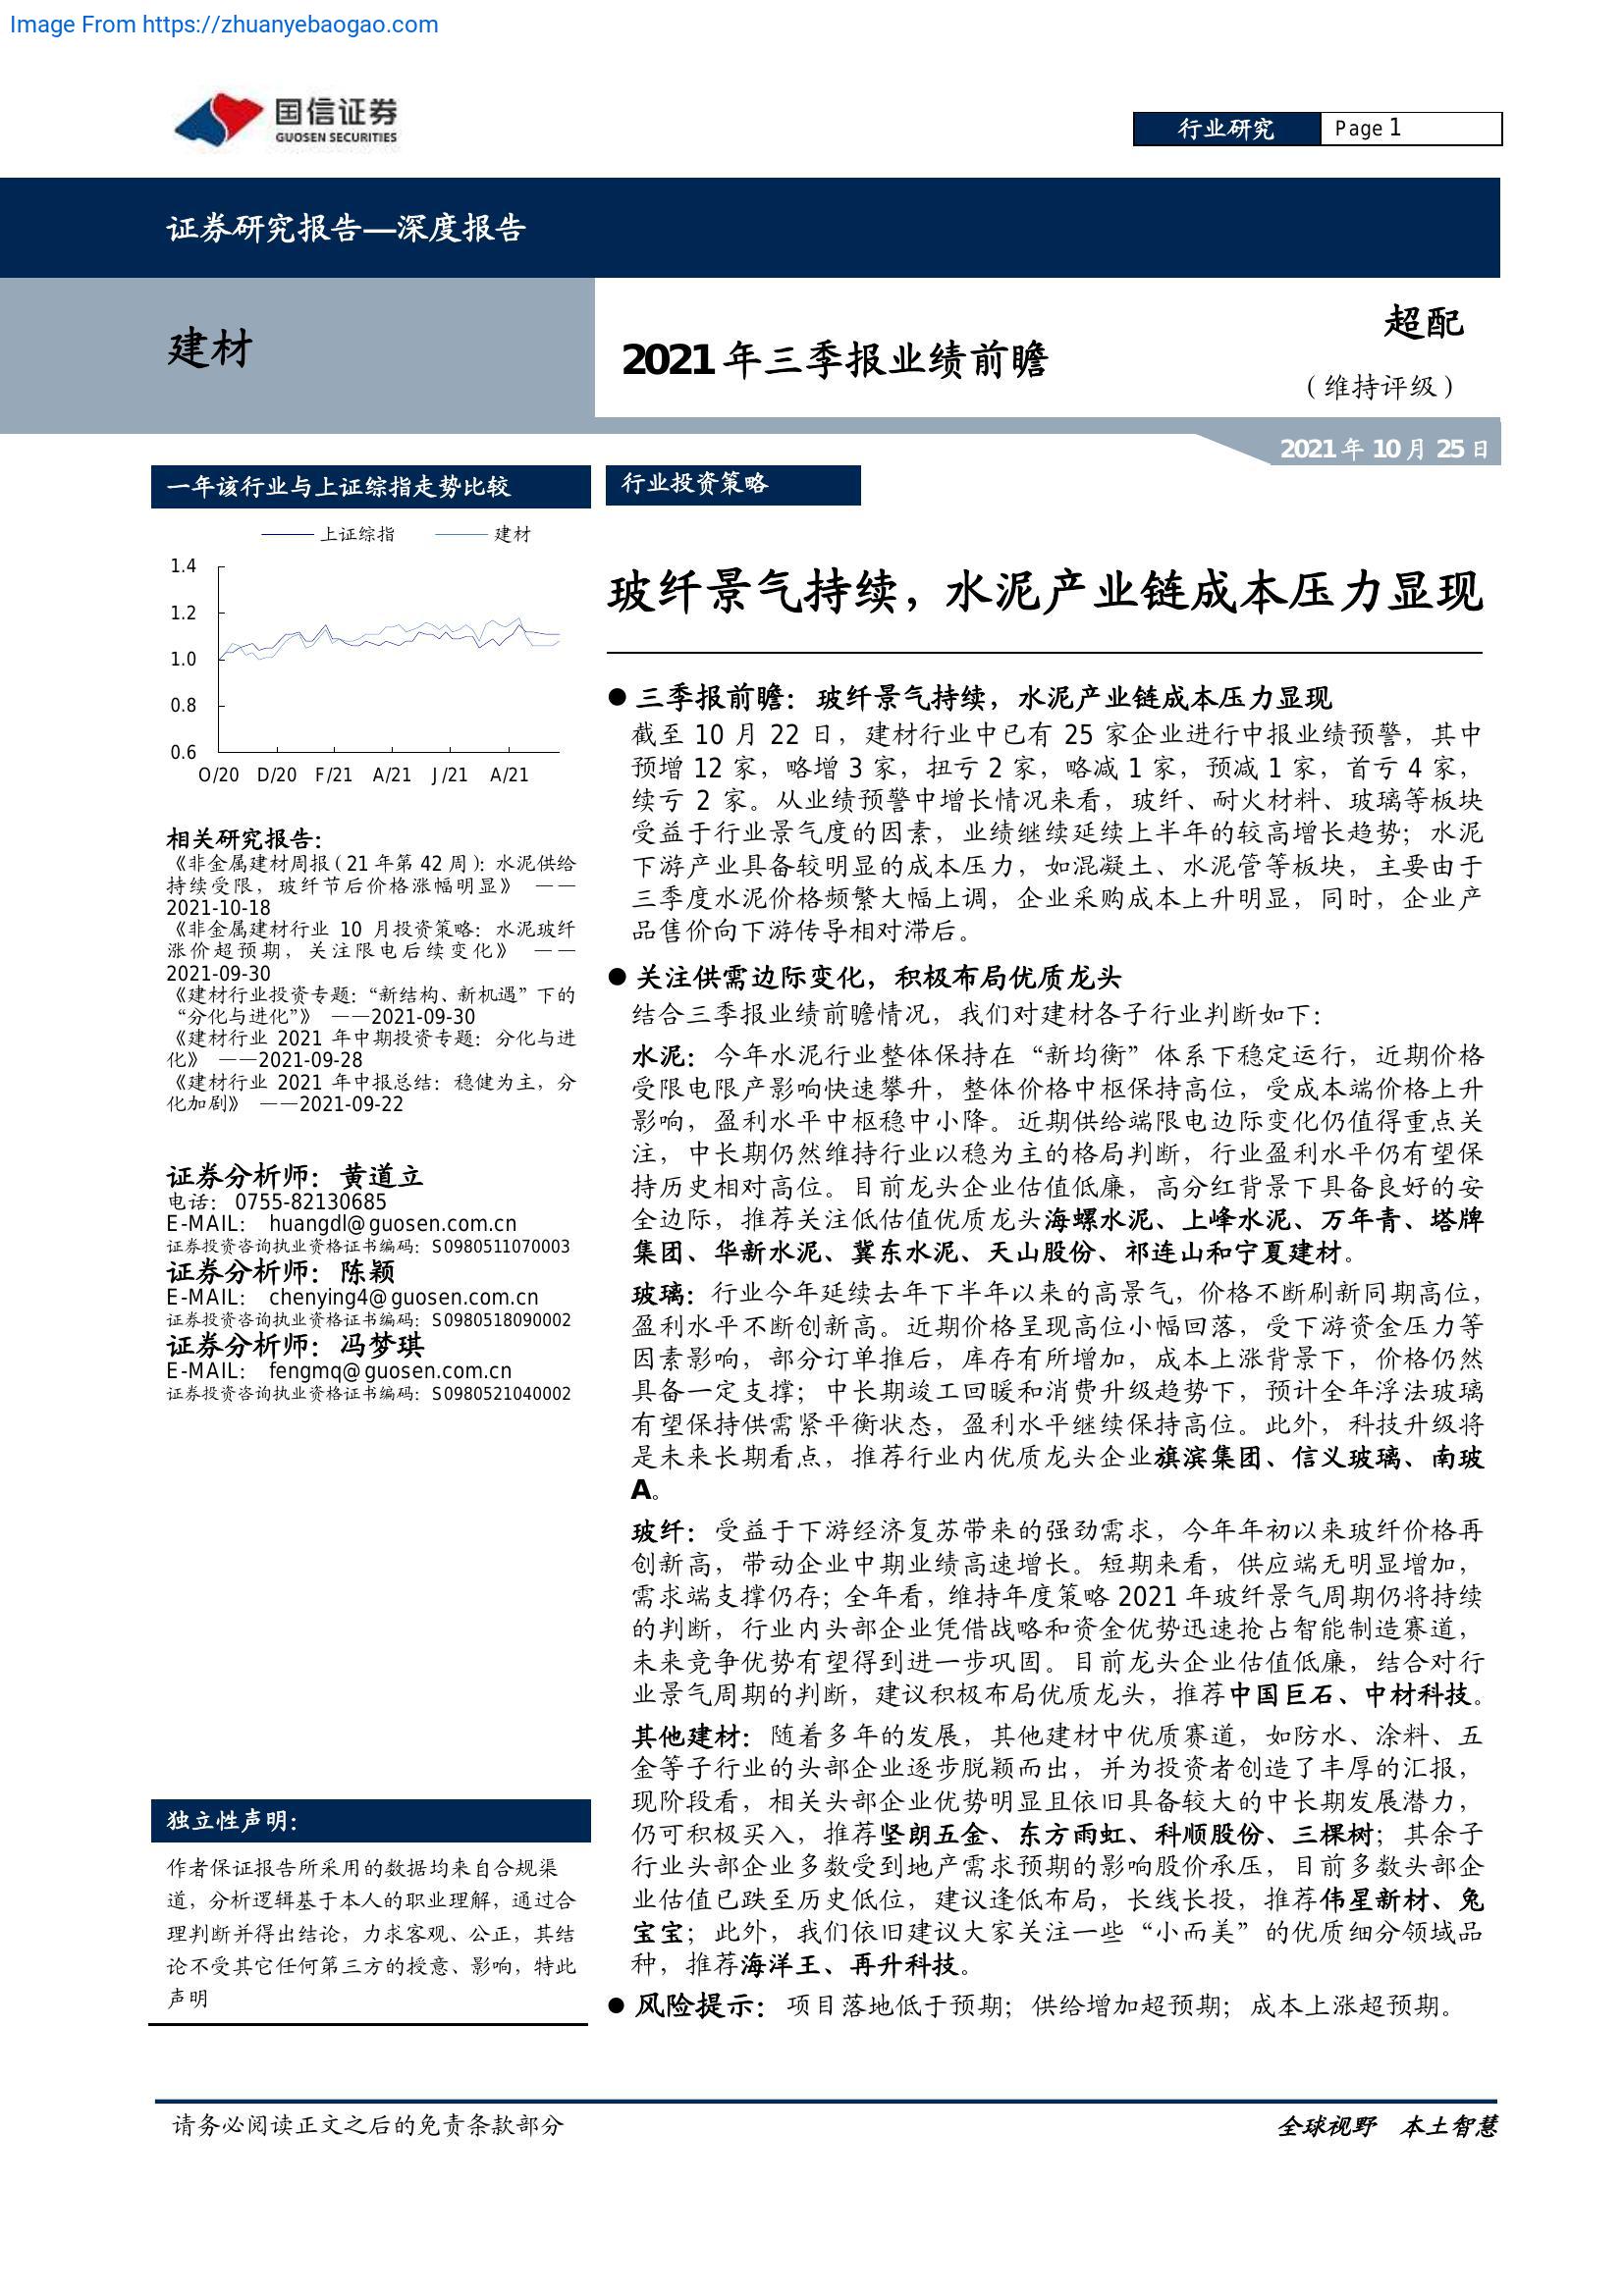 Image From https://zhuanyebaogao.com
国信证券
GUOSEN SECURITIES
行业研究
Page 1
证券研究报告—深度报告
建材
2021 年三季报业绩前瞻
超配
（维持评级）
2021 年 10 月 25 日
一年该行业与上证综指走势比较
上证综指 建材
1.4
1.2
1.0
0.8
0.6
O/20 D/20 F/21 A/21 J/21 A/21
相关研究报告：
《非金属建材周报（21 年第 42 周）：水泥供给
持续受限，玻纤节后价格涨幅明显》 ——
2021-10-18
《非金属建材行业 10 月投资策略：水泥玻纤
涨价超预期，关注限电后续变化》 ——
2021-09-30
《建材行业投资专题：“新结构、新机遇”下的
“分化与进化”》 ——2021-09-30
《建材行业 2021 年中期投资专题：分化与进
化》 ——2021-09-28
《建材行业 2021 年中报总结：稳健为主，分
化加剧》 ——2021-09-22
证券分析师：黄道立
电话： 0755-82130685
E-MAIL： huangdl@guosen.com.cn
证券投资咨询执业资格证书编码：S0980511070003
证券分析师：陈颖
E-MAIL： chenying4@guosen.com.cn
证券投资咨询执业资格证书编码：S0980518090002
证券分析师：冯梦琪
E-MAIL： fengmq@guosen.com.cn
证券投资咨询执业资格证书编码：S0980521040002
独立性声明：
作者保证报告所采用的数据均来自合规渠
道，分析逻辑基于本人的职业理解，通过合
理判断并得出结论，力求客观、公正，其结
论不受其它任何第三方的授意、影响，特此
声明
行业投资策略
玻纤景气持续，水泥产业链成本压力显现
● 三季报前瞻：玻纤景气持续，水泥产业链成本压力显现
截至 10 月 22 日，建材行业中已有 25 家企业进行中报业绩预警，其中
预增 12 家，略增 3 家，扭亏 2 家，略减 1 家，预减 1 家，首亏 4 家，
续亏 2 家。从业绩预警中增长情况来看，玻纤、耐火材料、玻璃等板块
受益于行业景气度的因素，业绩继续延续上半年的较高增长趋势；水泥
下游产业具备较明显的成本压力，如混凝土、水泥管等板块，主要由于
三季度水泥价格频繁大幅上调，企业采购成本上升明显，同时，企业产
品售价向下游传导相对滞后。
● 关注供需边际变化，积极布局优质龙头
结合三季报业绩前瞻情况，我们对建材各子行业判断如下：
水泥：今年水泥行业整体保持在“新均衡”体系下稳定运行，近期价格
受限电限产影响快速攀升，整体价格中枢保持高位，受成本端价格上升
影响，盈利水平中枢稳中小降。近期供给端限电边际变化仍值得重点关
注，中长期仍然维持行业以稳为主的格局判断，行业盈利水平仍有望保
持历史相对高位。目前龙头企业估值低廉，高分红背景下具备良好的安
全边际，推荐关注低估值优质龙头海螺水泥、上峰水泥、万年青、塔牌
集团、华新水泥、冀东水泥、天山股份、祁连山和宁夏建材。
玻璃：行业今年延续去年下半年以来的高景气，价格不断刷新同期高位，
盈利水平不断创新高。近期价格呈现高位小幅回落，受下游资金压力等
因素影响，部分订单推后，库存有所增加，成本上涨背景下，价格仍然
具备一定支撑；中长期竣工回暖和消费升级趋势下，预计全年浮法玻璃
有望保持供需紧平衡状态，盈利水平继续保持高位。此外，科技升级将
是未来长期看点，推荐行业内优质龙头企业旗滨集团、信义玻璃、南玻
A。
玻纤：受益于下游经济复苏带来的强劲需求，今年年初以来玻纤价格再
创新高，带动企业中期业绩高速增长。短期来看，供应端无明显增加，
需求端支撑仍存；全年看，维持年度策略 2021 年玻纤景气周期仍将持续
的判断，行业内头部企业凭借战略和资金优势迅速抢占智能制造赛道，
未来竞争优势有望得到进一步巩固。目前龙头企业估值低廉，结合对行
业景气周期的判断，建议积极布局优质龙头，推荐中国巨石、中材科技。
其他建材：随着多年的发展，其他建材中优质赛道，如防水、涂料、五
金等子行业的头部企业逐步脱颖而出，并为投资者创造了丰厚的汇报，
现阶段看，相关头部企业优势明显且依旧具备较大的中长期发展潜力，
仍可积极买入，推荐坚朗五金、东方雨虹、科顺股份、三棵树；其余子
行业头部企业多数受到地产需求预期的影响股价承压，目前多数头部企
业估值已跌至历史低位，建议逢低布局，长线长投，推荐伟星新材、兔
宝宝；此外，我们依旧建议大家关注一些“小而美”的优质细分领域品
种，推荐海洋王、再升科技。
● 风险提示：项目落地低于预期；供给增加超预期；成本上涨超预期。
请务必阅读正文之后的免责条款部分
全球视野 本土智慧